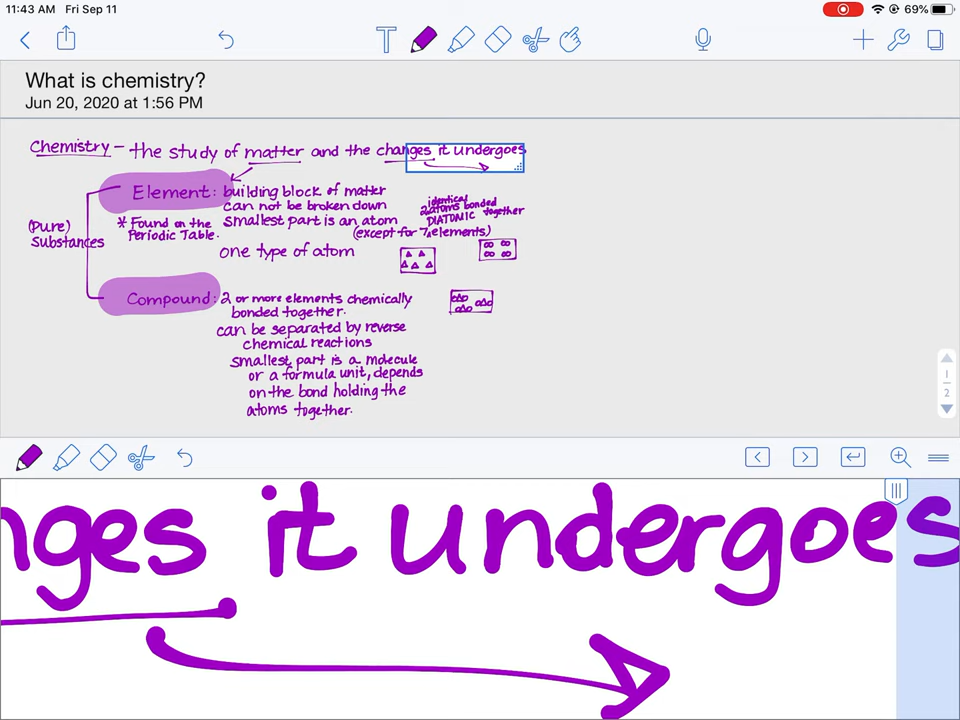 11:43 AM Fri Sep 11
69%
T
What is chemistry?
Jun 20, 2020 at 1:56 PM
Chemistry – the study of matter and the changes it undergoes
Element: building block of matter
can not be broken down
smallest part is an atom
(except for 7 elements)
identical
2 atoms bonded together
DIATOMIC
* Found on the
Periodic Table.
(Pure)
Substances
one type of atom
Compound: 2 or more elements chemically
bonded together.
can be separated by reverse
chemical reactions
smallest part is a molecule
or a formula unit, depends
on the bond holding the
atoms together.
1
2
nges it undergoes